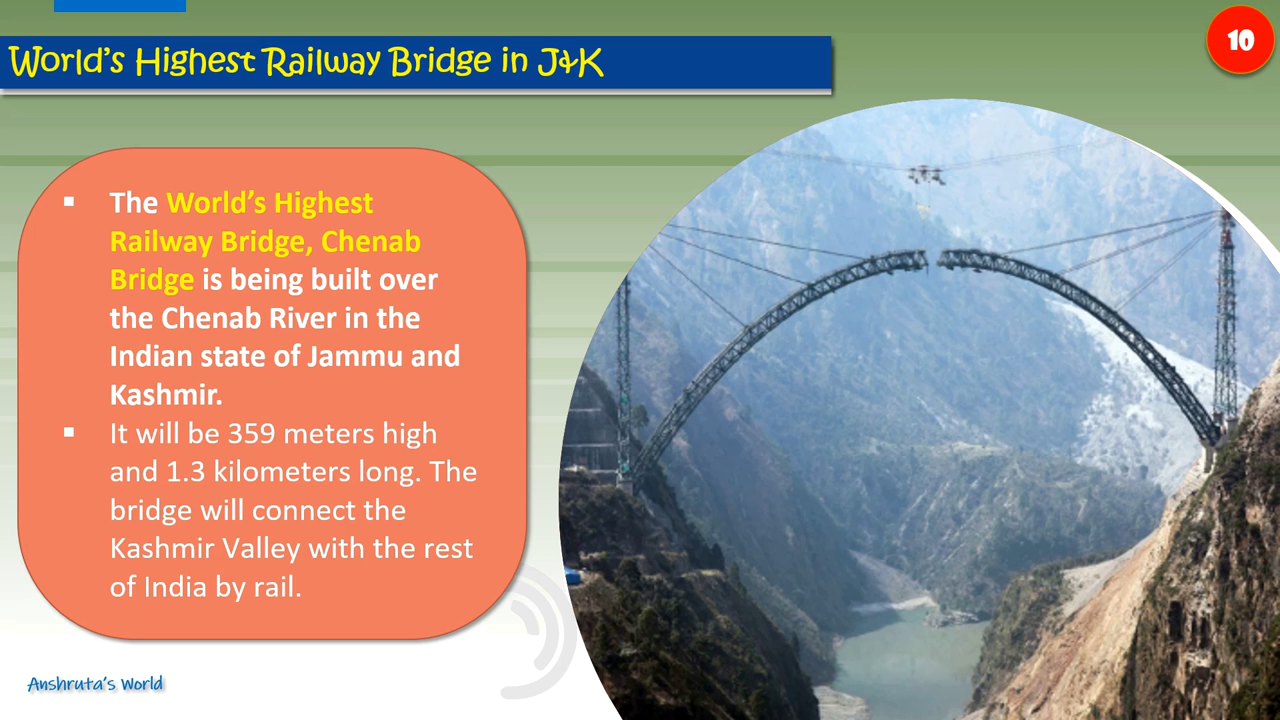 World's Highest Railway Bridge in J&K
10
▪ The World's Highest
Railway Bridge, Chenab
Bridge is being built over
the Chenab River in the
Indian state of Jammu and
Kashmir.
▪ It will be 359 meters high
and 1.3 kilometers long. The
bridge will connect the
Kashmir Valley with the rest
of India by rail.
Anshruta's World